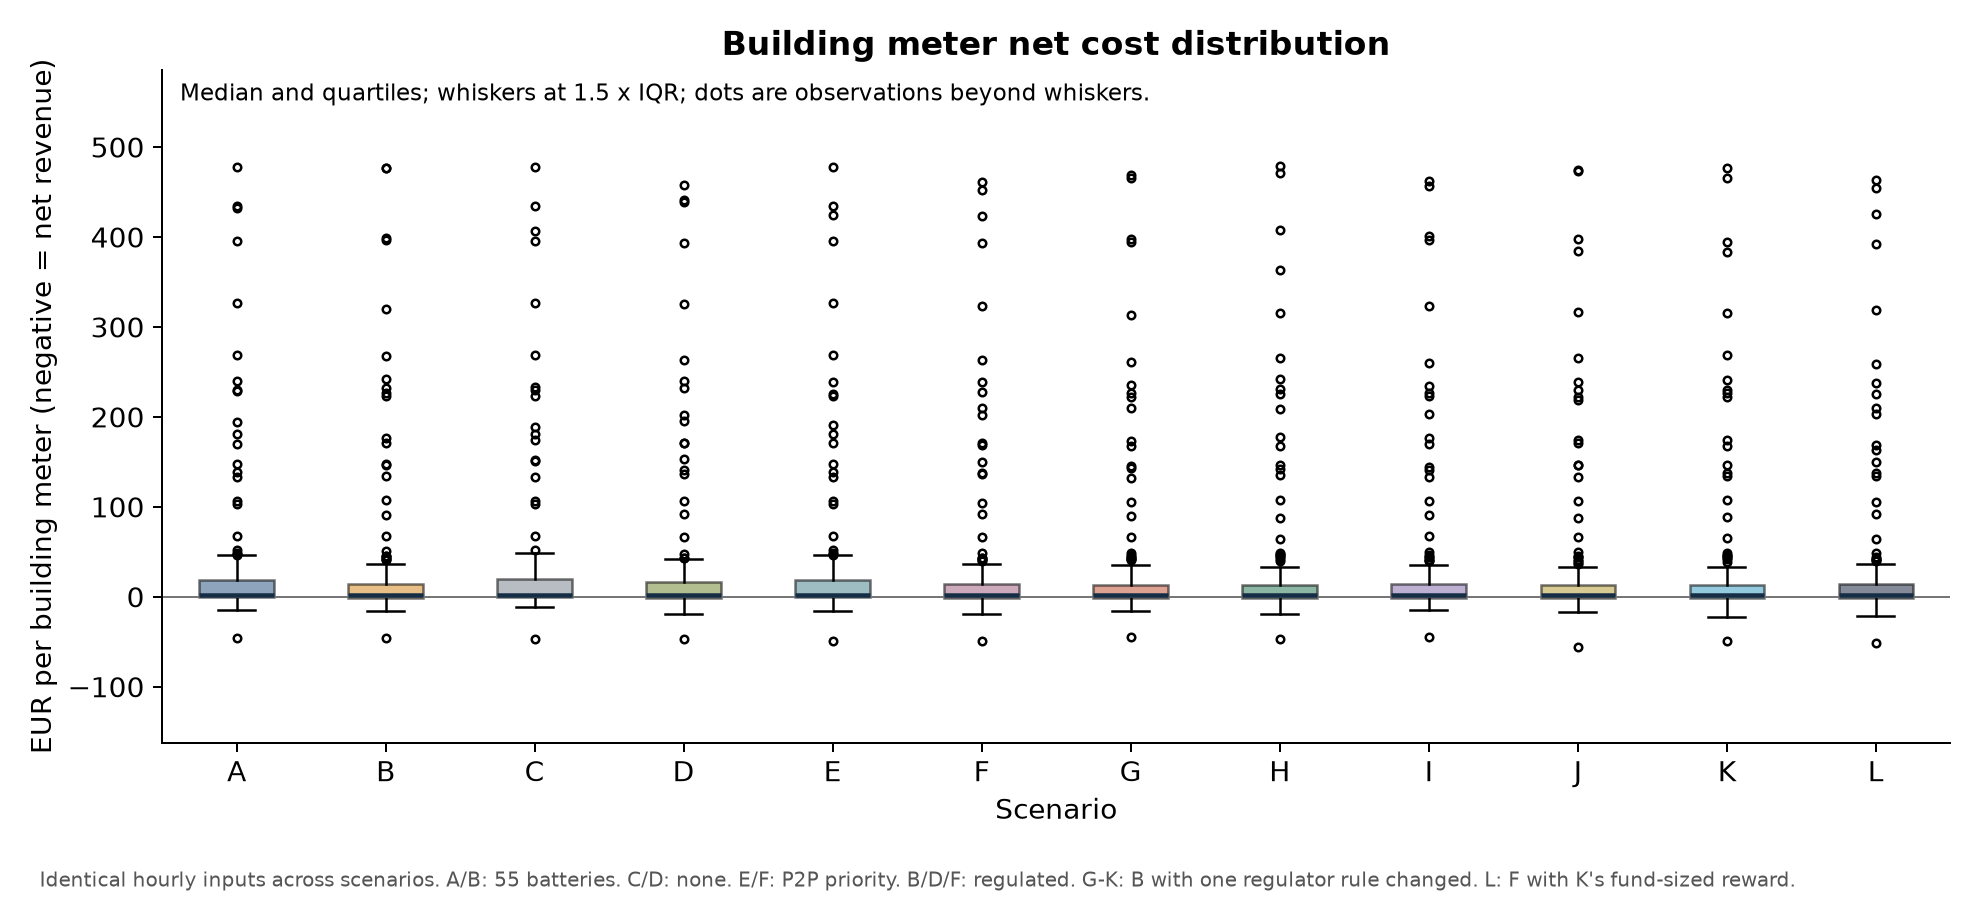 Building meter net cost distribution
Median and quartiles; whiskers at 1.5 x IQR; dots are observations beyond whiskers.
EUR per building meter (negative = net revenue)
500
400
300
200
100
0
−100
A B C D E F G H I J K L
Scenario
Identical hourly inputs across scenarios. A/B: 55 batteries. C/D: none. E/F: P2P priority. B/D/F: regulated. G-K: B with one regulator rule changed. L: F with K's fund-sized reward.